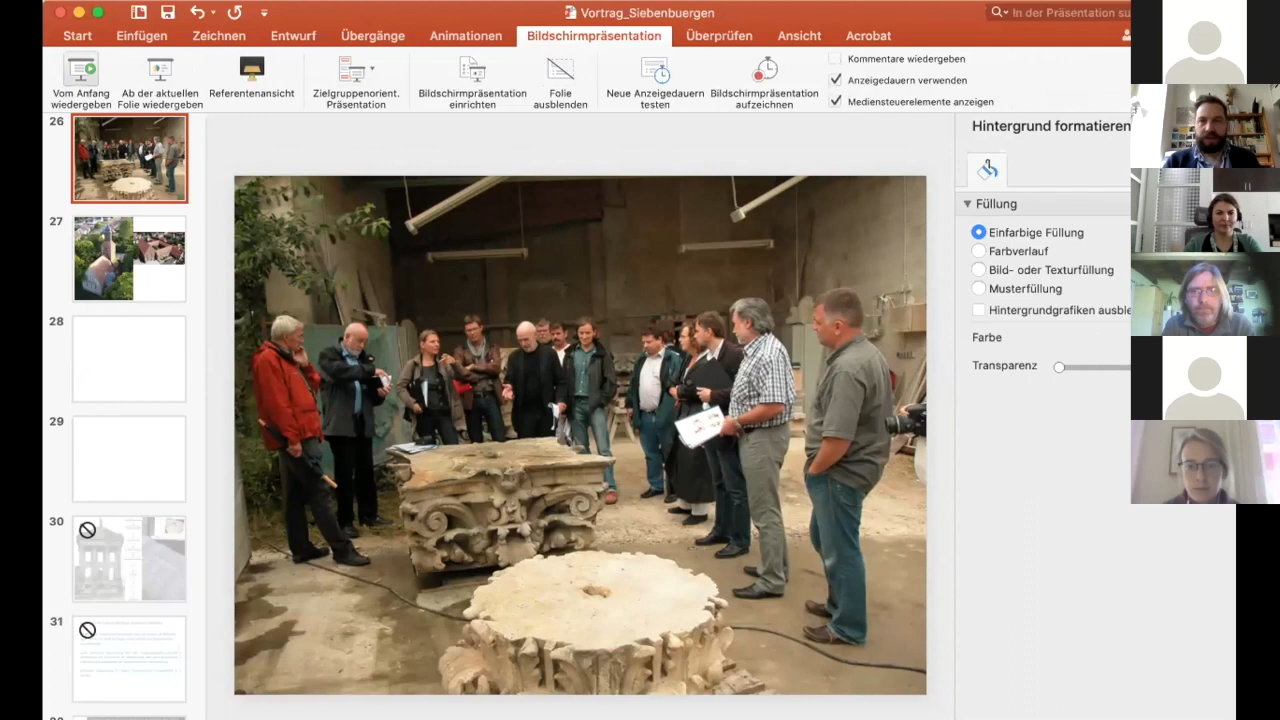 Vortrag_Siebenbuergen
In der Präsentation su
Start Einfügen Zeichnen Entwurf Übergänge Animationen Bildschirmpräsentation Überprüfen Ansicht Acrobat
Vom Anfang wiedergeben
Ab der aktuellen Folie wiedergeben
Referentenansicht
Zielgruppenorient. Präsentation
Bildschirmpräsentation einrichten
Folie ausblenden
Neue Anzeigedauern testen
Bildschirmpräsentation aufzeichnen
Kommentare wiedergeben
Anzeigedauern verwenden
Mediensteuerelemente anzeigen
26
27
28
29
30
31
Hintergrund formatieren
Füllung
Einfarbige Füllung
Farbverlauf
Bild- oder Texturfüllung
Musterfüllung
Hintergrundgrafiken ausble
Farbe
Transparenz